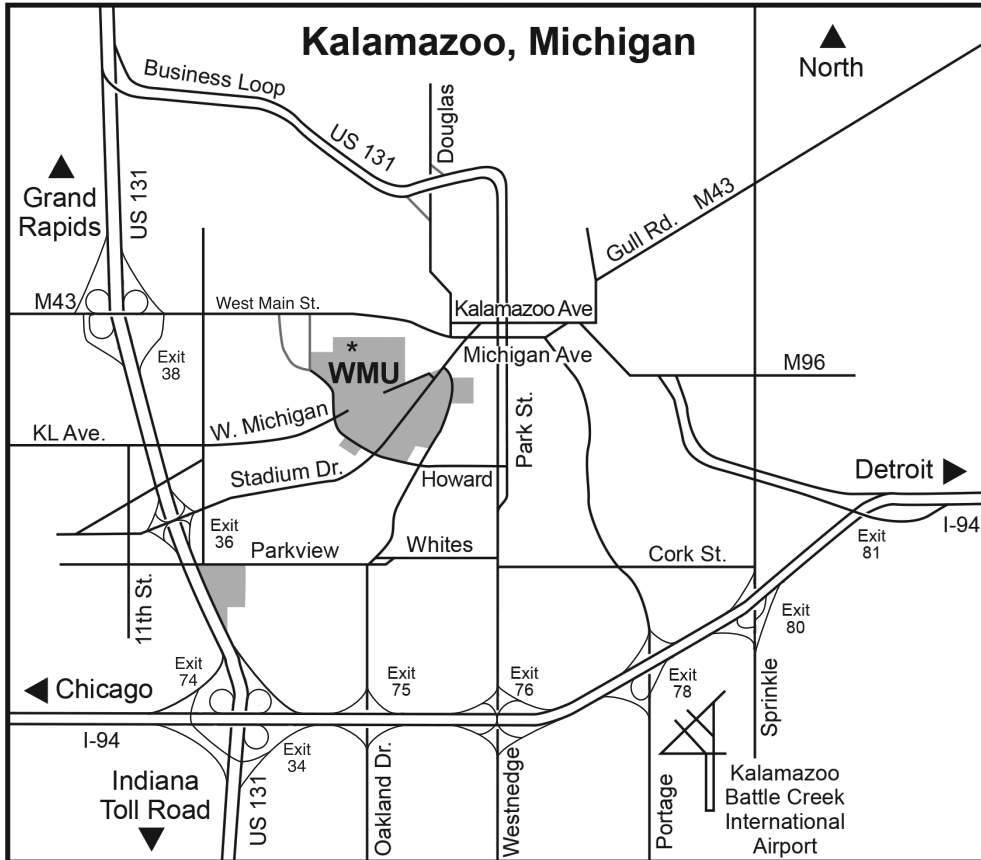 Kalamazoo, Michigan
North
Business Loop
US 131
Douglas
Grand
Rapids
US 131
Gull Rd.
M43
M43
West Main St.
Kalamazoo Ave
Michigan Ave
Exit
38
*
WMU
M96
KL Ave.
W. Michigan
Park St.
Stadium Dr.
Howard
Detroit
I-94
Exit
36
Exit
81
Parkview
Whites
Cork St.
11th St.
Exit
80
Exit
74
Exit
75
Exit
76
Exit
78
Chicago
I-94
Exit
34
Sprinkle
Indiana
Toll Road
US 131
Oakland Dr.
Westnedge
Portage
Kalamazoo
Battle Creek
International
Airport